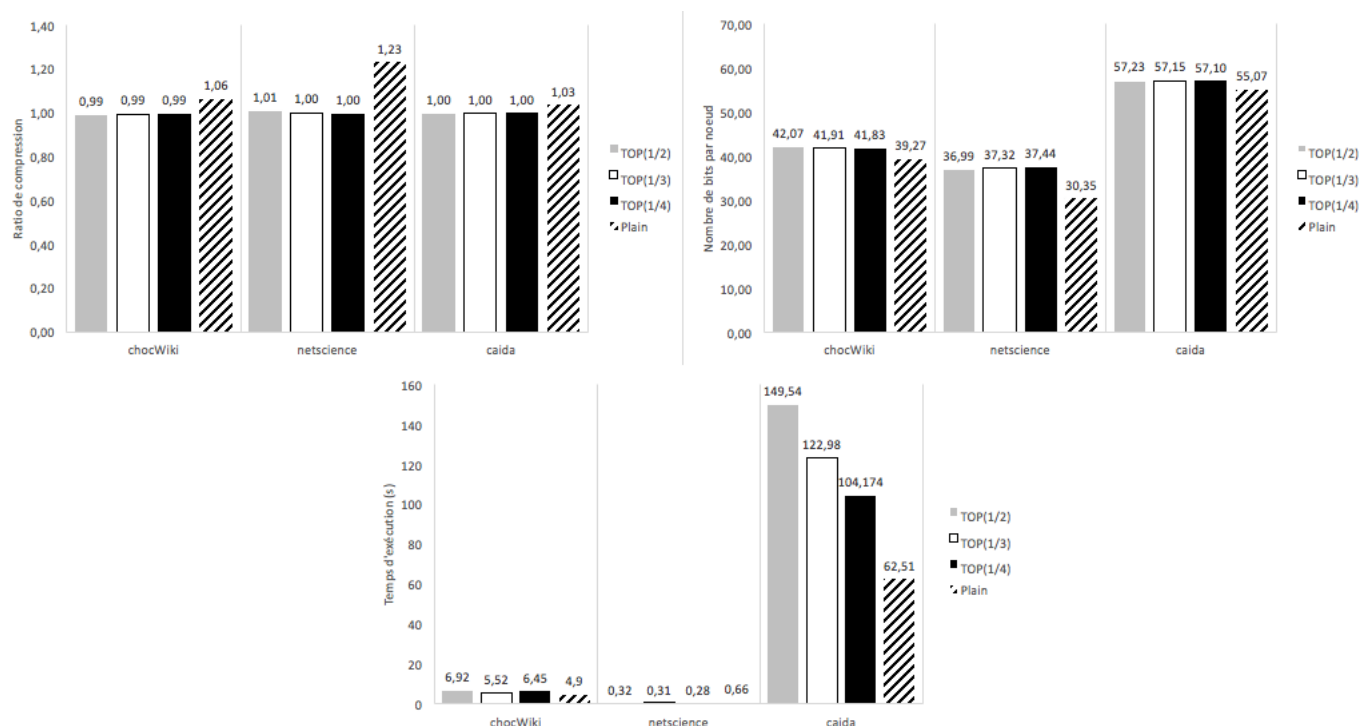 Ratio de compression
1,40
1,20
1,00
0,80
0,60
0,40
0,20
0,00
0,99 0,99 0,99 1,06
1,01 1,00 1,00 1,23
1,00 1,00 1,00 1,03
chocWiki netscience caida
TOP(1/2)
TOP(1/3)
TOP(1/4)
Plain
Nombre de bits par noeud
70,00
60,00
50,00
40,00
30,00
20,00
10,00
0,00
42,07 41,91 41,83 39,27
36,99 37,32 37,44 30,35
57,23 57,15 57,10 55,07
chocWiki netscience caida
TOP(1/2)
TOP(1/3)
TOP(1/4)
Plain
Temps d'exécution (s)
160
140
120
100
80
60
40
20
0
6,92 5,52 6,45 4,9
0,32 0,31 0,28 0,66
149,54 122,98 104,174 62,51
chocWiki netscience caida
TOP(1/2)
TOP(1/3)
TOP(1/4)
Plain